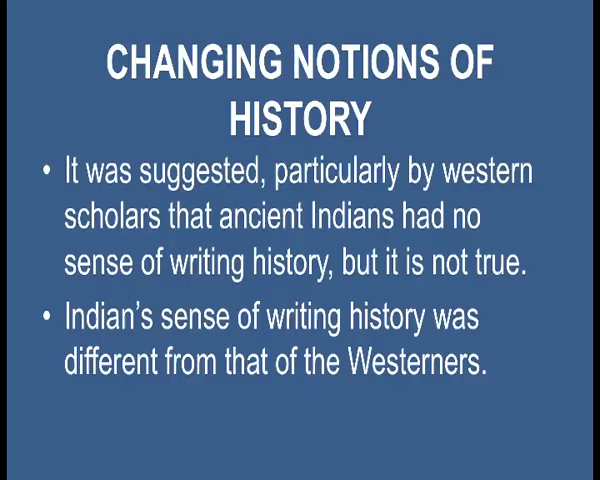 CHANGING NOTIONS OF
HISTORY
• It was suggested, particularly by western
scholars that ancient Indians had no
sense of writing history, but it is not true.
• Indian’s sense of writing history was
different from that of the Westerners.